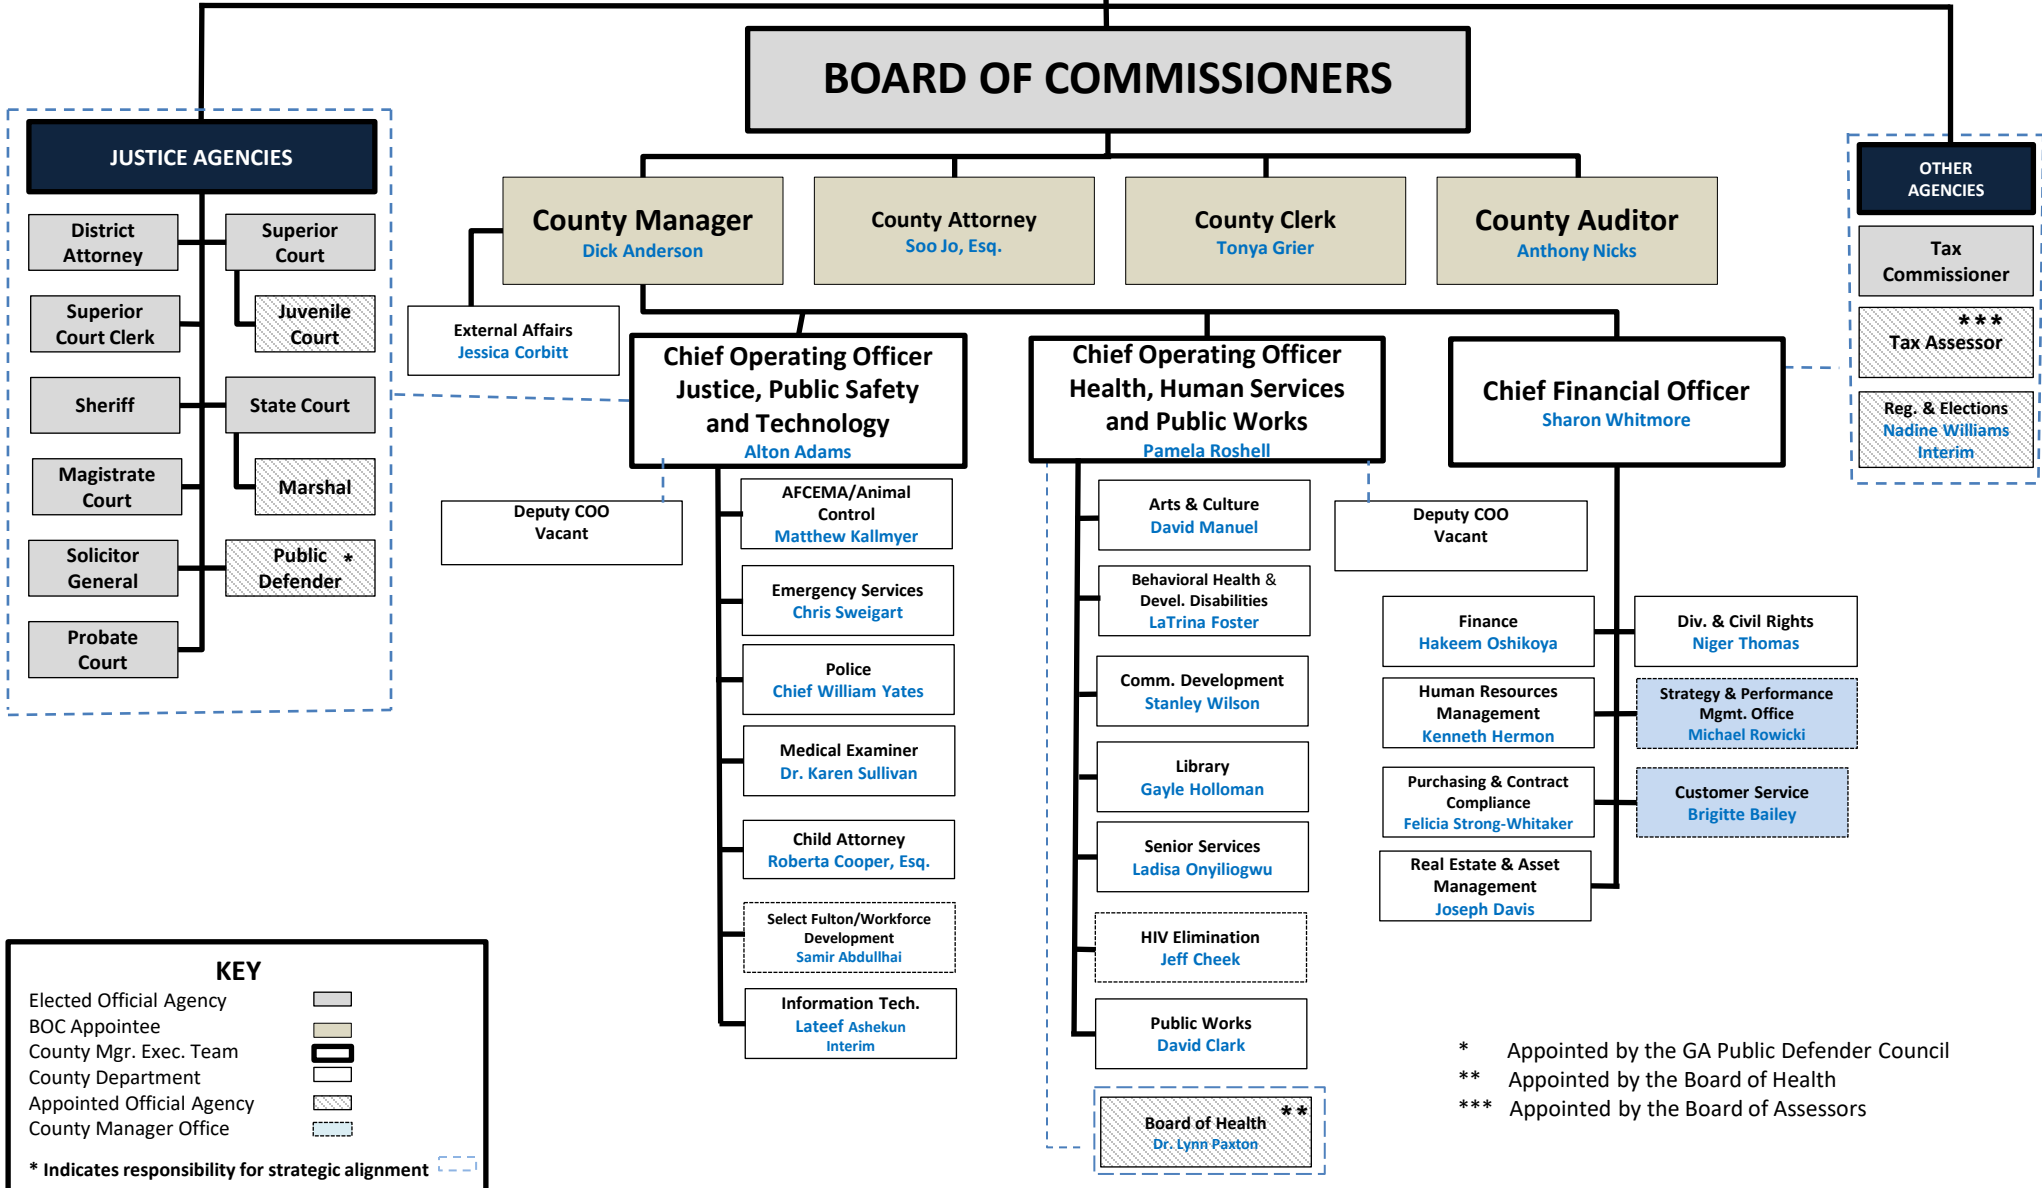 BOARD OF COMMISSIONERS
JUSTICE AGENCIES
District
Attorney
Superior
Court
Superior
Court Clerk
Juvenile
Court
Sheriff
State Court
Magistrate
Court
Marshal
Solicitor
General
Public *
Defender
Probate
Court
County Manager
Dick Anderson
County Attorney
Soo Jo, Esq.
County Clerk
Tonya Grier
County Auditor
Anthony Nicks
OTHER
AGENCIES
Tax
Commissioner
***
Tax Assessor
Reg. & Elections
Nadine Williams
Interim
External Affairs
Jessica Corbitt
Chief Operating Officer
Justice, Public Safety
and Technology
Alton Adams
Chief Operating Officer
Health, Human Services
and Public Works
Pamela Roshell
Chief Financial Officer
Sharon Whitmore
Deputy COO
Vacant
AFCEMA/Animal
Control
Matthew Kallmyer
Emergency Services
Chris Sweigart
Police
Chief William Yates
Medical Examiner
Dr. Karen Sullivan
Child Attorney
Roberta Cooper, Esq.
Select Fulton/Workforce
Development
Samir Abdullhai
Information Tech.
Lateef Ashekun
Interim
Arts & Culture
David Manuel
Behavioral Health &
Devel. Disabilities
LaTrina Foster
Comm. Development
Stanley Wilson
Library
Gayle Holloman
Senior Services
Ladisa Onyiliogwu
HIV Elimination
Jeff Cheek
Public Works
David Clark
Board of Health **
Dr. Lynn Paxton
Deputy COO
Vacant
Finance
Hakeem Oshikoya
Div. & Civil Rights
Niger Thomas
Human Resources
Management
Kenneth Hermon
Strategy & Performance
Mgmt. Office
Michael Rowicki
Purchasing & Contract
Compliance
Felicia Strong-Whitaker
Customer Service
Brigitte Bailey
Real Estate & Asset
Management
Joseph Davis
KEY
Elected Official Agency
BOC Appointee
County Mgr. Exec. Team
County Department
Appointed Official Agency
County Manager Office
* Indicates responsibility for strategic alignment
* Appointed by the GA Public Defender Council
** Appointed by the Board of Health
*** Appointed by the Board of Assessors